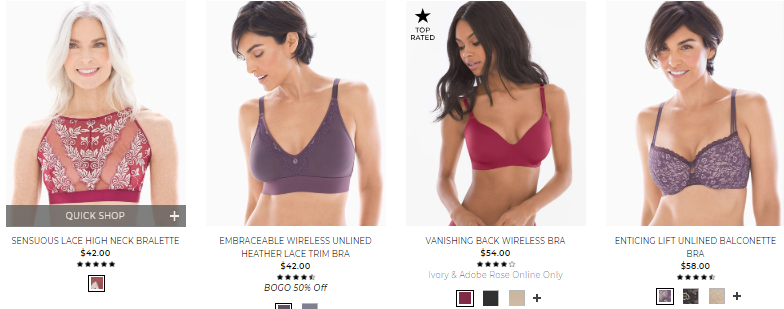 TOP
RATED
QUICK SHOP +
SENSUOUS LACE HIGH NECK BRALETTE
$42.00
EMBRACEABLE WIRELESS UNLINED
HEATHER LACE TRIM BRA
$42.00
BOGO 50% Off
VANISHING BACK WIRELESS BRA
$54.00
Ivory & Adobe Rose Online Only
+
ENTICING LIFT UNLINED BALCONETTE
BRA
$58.00
+